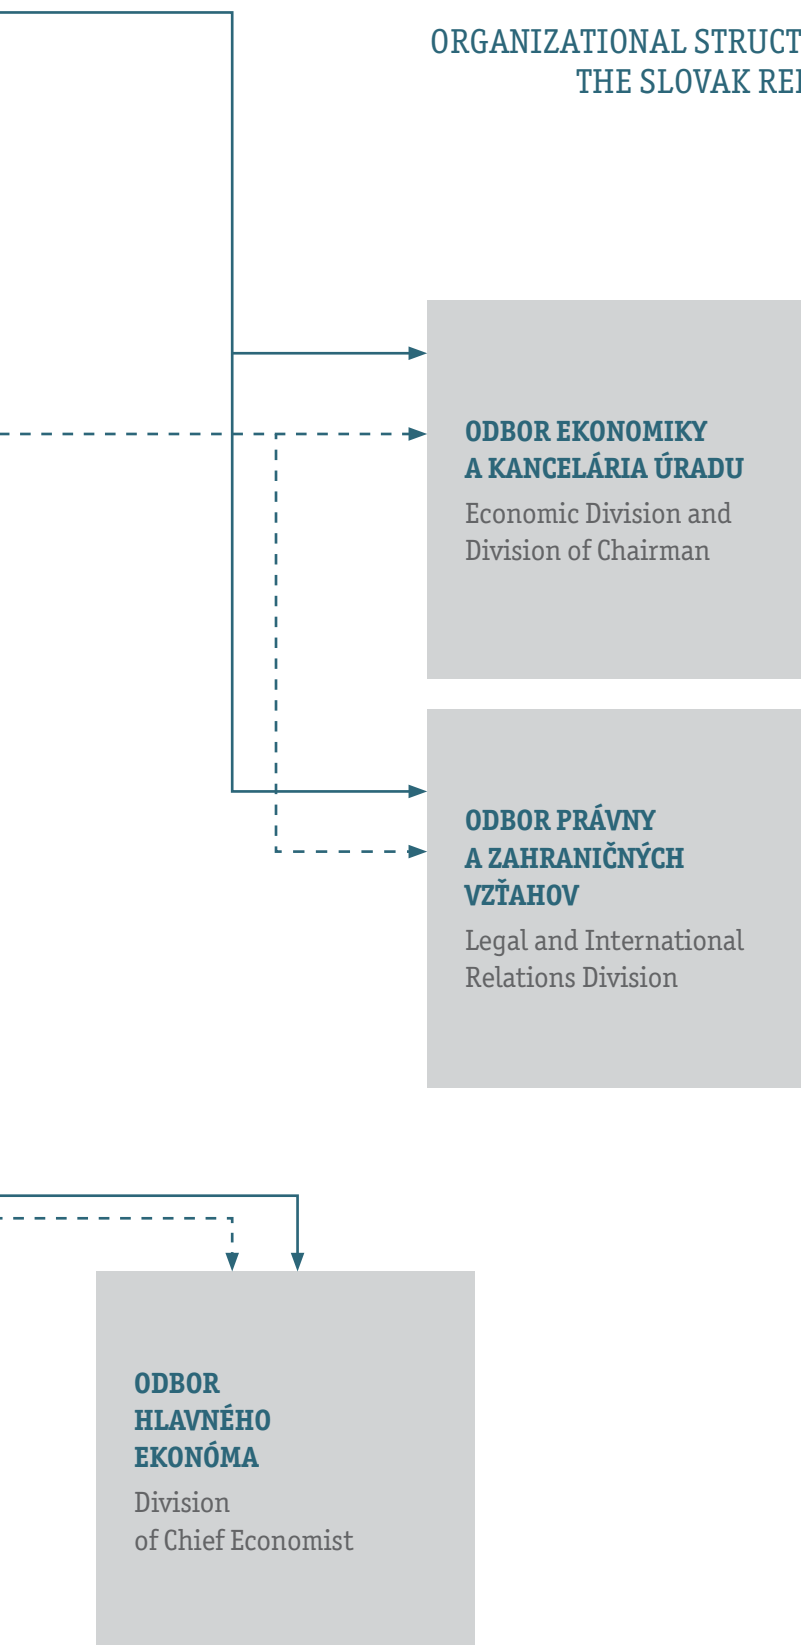 ORGANIZATIONAL STRUCT
THE SLOVAK
ODBOR EKONOMIKY
A KANCELÁRIA ÚRADU
Economic Division and
Division of Chairman
ODBOR PRÁVNY
A ZAHRANIČNÝCH
VZŤAHOV
Legal and International
Relations Division
ODBOR
HLAVNÉHO
EKONÓMA
Division
of Chief Economist